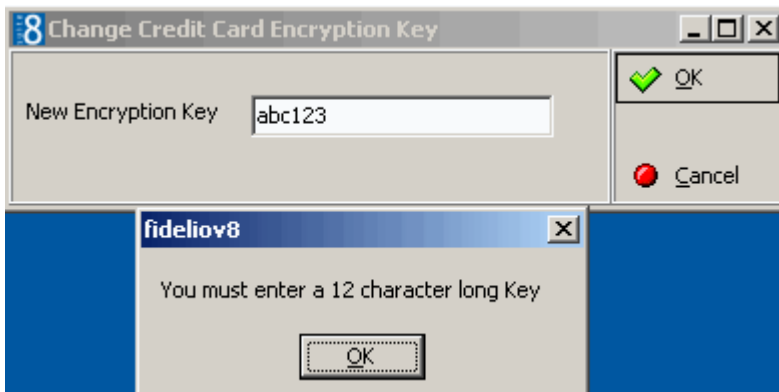 8 Change Credit Card Encryption Key
OK
New Encryption Key abc123
Cancel
fideliov8
You must enter a 12 character long Key
OK